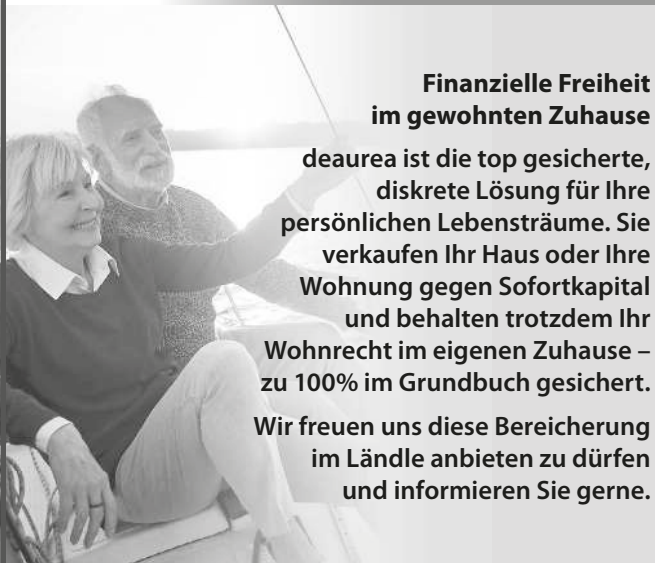 Finanzielle Freiheit
im gewohnten Zuhause
deaurea ist die top gesicherte,
diskrete Lösung für Ihre
persönlichen Lebensträume. Sie
verkaufen Ihr Haus oder Ihre
Wohnung gegen Sofortkapital
und behalten trotzdem Ihr
Wohnrecht im eigenen Zuhause –
zu 100% im Grundbuch gesichert.
Wir freuen uns diese Bereicherung
im Ländle anbieten zu dürfen
und informieren Sie gerne.